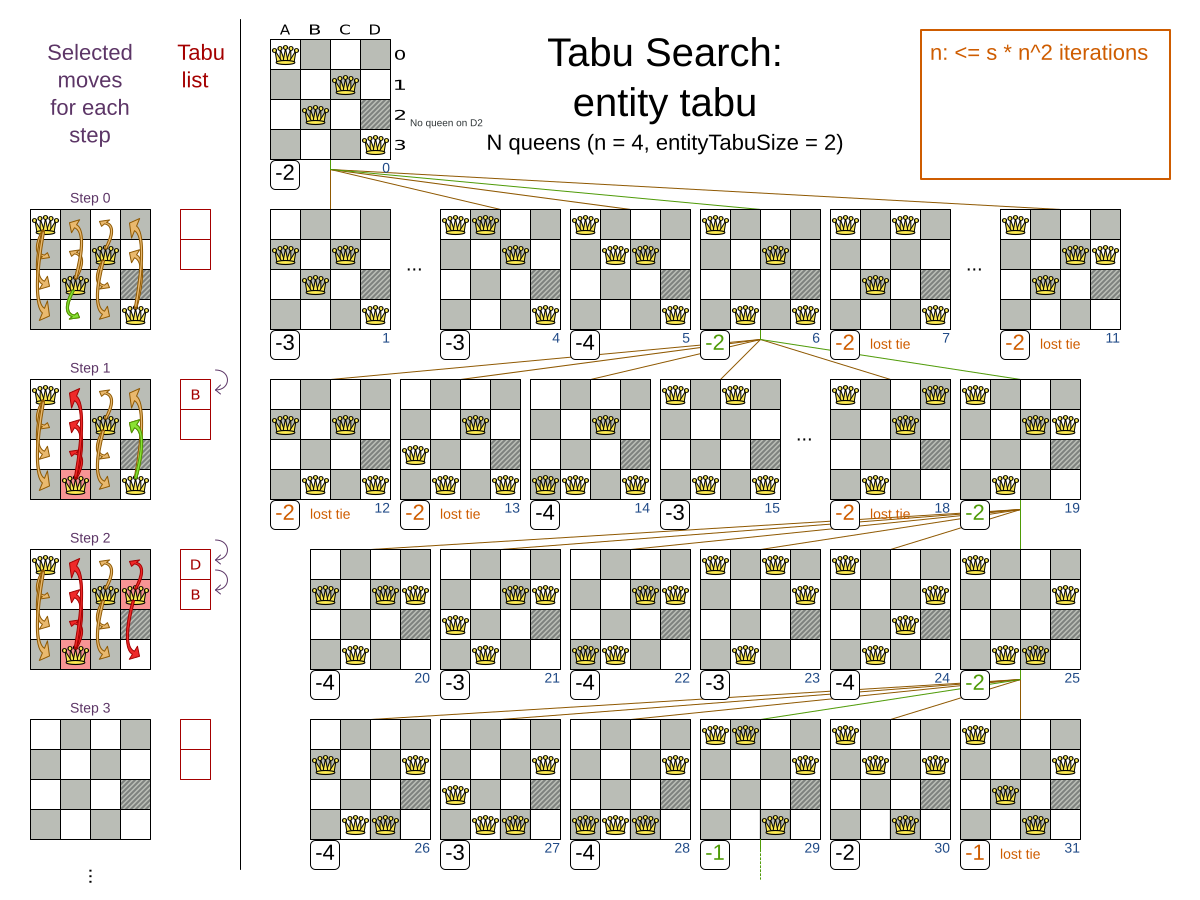 Selected
moves
for each
step
Tabu
list
A B C D
0
1
2
3
No queen on D2
-2
0
Tabu Search:
entity tabu
N queens (n = 4, entityTabuSize = 2)
n: <= s * n^2 iterations
Step 0
...
...
-3 1
-3 4
-4 5
-2 6
-2 lost tie 7
-2 lost tie 11
Step 1
B
...
-2 lost tie 12
-2 lost tie 13
-4 14
-3 15
-2 lost tie 18
-2 19
Step 2
D
B
-4 20
-3 21
-4 22
-3 23
-4 24
-2 25
Step 3
-4 26
-3 27
-4 28
-1 29
-2 30
-1 lost tie 31
...